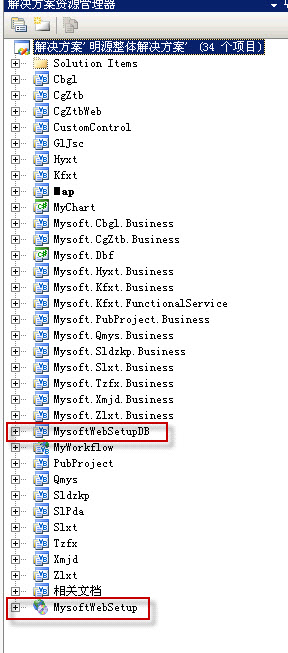 解决方案资源管理器
解决方案'明源整体解决方案' (34 个项目)
Solution Items
Cbgl
CgZtb
CgZtbWeb
CustomControl
GlJsc
Hyxt
Kfxt
Map
MyChart
Mysoft.Cbgl.Business
Mysoft.CgZtb.Business
Mysoft.Dbf
Mysoft.Hyxt.Business
Mysoft.Kfxt.Business
Mysoft.Kfxt.FunctionalService
Mysoft.PubProject.Business
Mysoft.Qmys.Business
Mysoft.Sldzkp.Business
Mysoft.Slxt.Business
Mysoft.Tzfx.Business
Mysoft.Xmjd.Business
Mysoft.Zlxt.Business
MysoftWebSetupDB
MyWorkflow
PubProject
Qmys
Sldzkp
SlPda
Slxt
Tzfx
Xmjd
Zlxt
相关文档
MysoftWebSetup